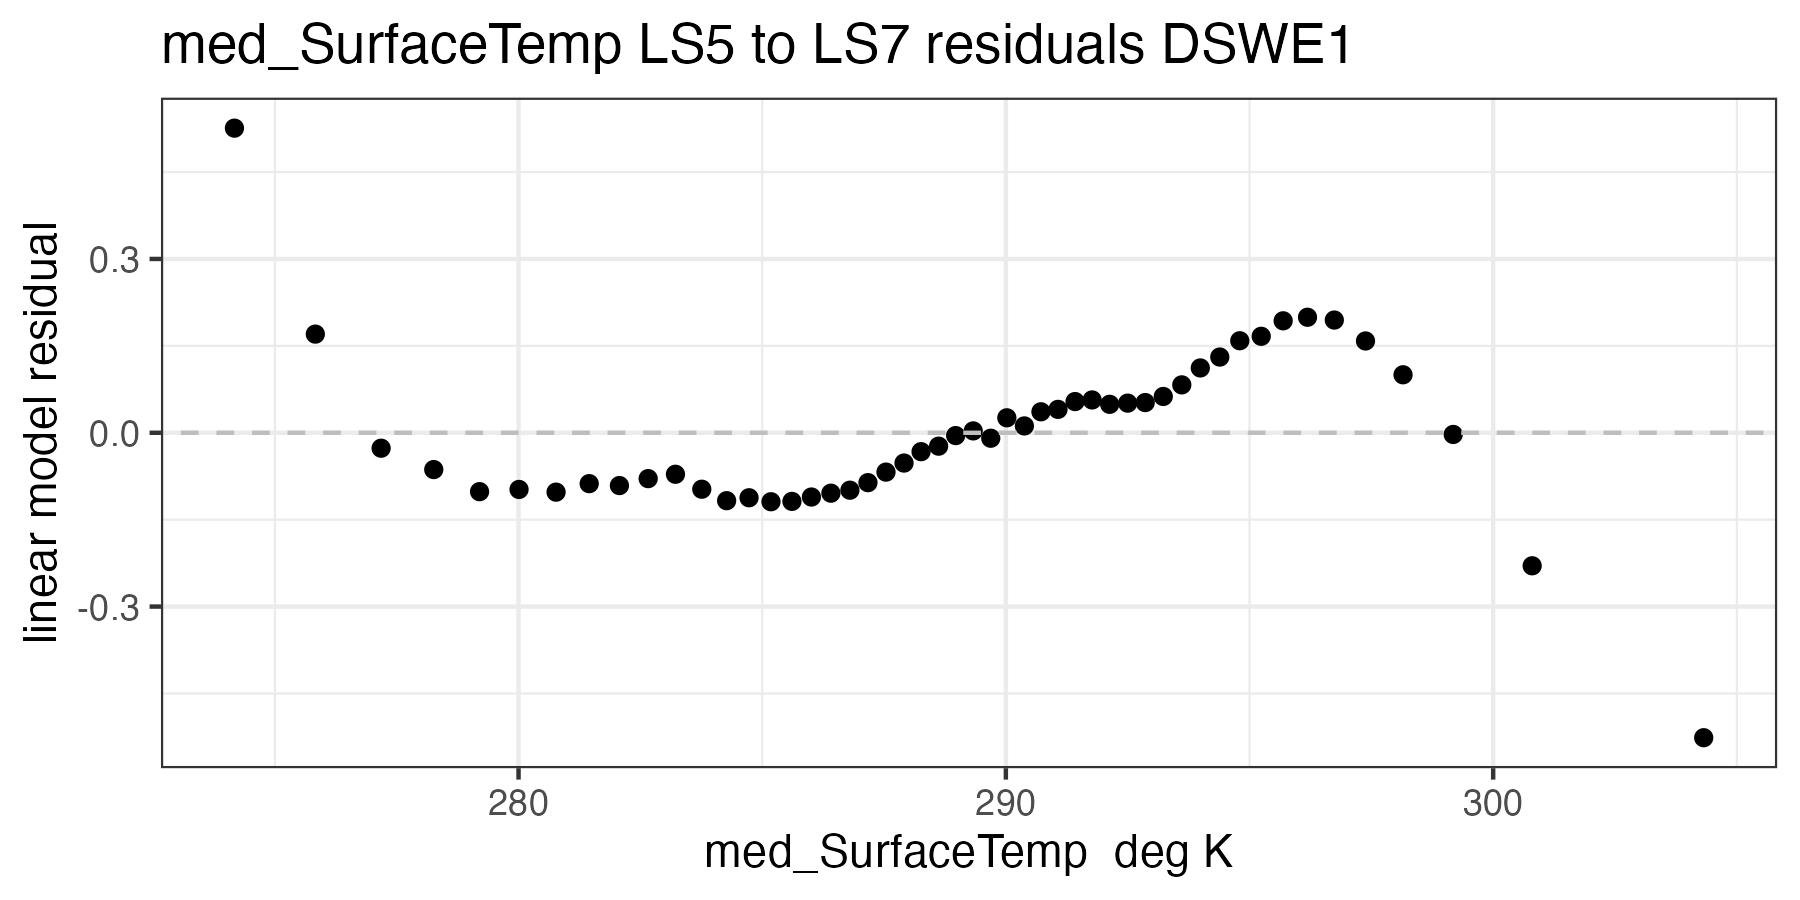 med_SurfaceTemp LS5 to LS7 residuals DSWE1
linear model residual
0.3
0.0
-0.3
280
290
300
med_SurfaceTemp  deg K